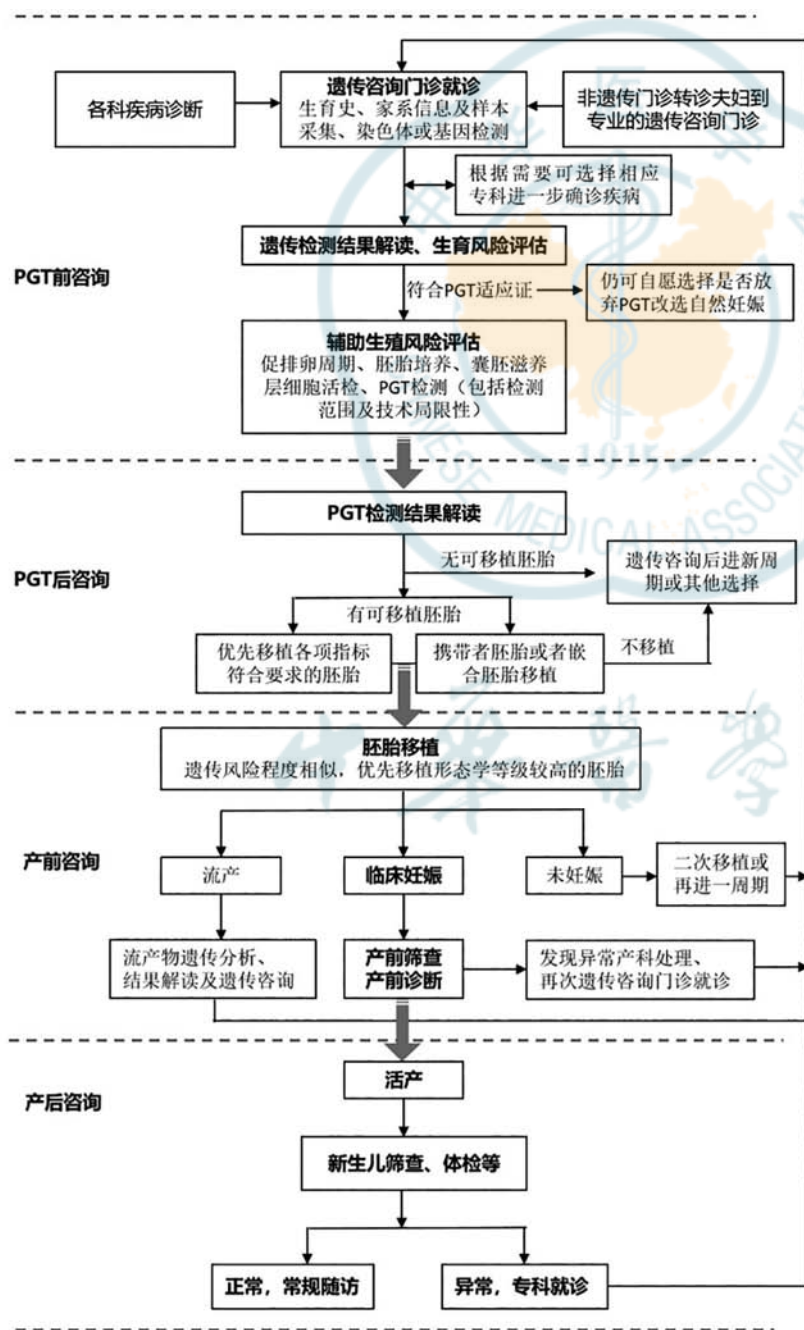 遗传咨询门诊就诊
生育史、家系信息及样本
采集、染色体或基因检测
各科疾病诊断
非遗传门诊转诊夫妇到
专业的遗传咨询门诊
根据需要可选择相应
专科进一步确诊疾病
遗传检测结果解读、生育风险评估
PGT前咨询
符合PGT适应证
仍可自愿选择是否放
弃PGT改选自然妊娠
辅助生殖风险评估
促排卵周期、胚胎培养、囊胚滋养
层细胞活检、PGT检测（包括检测
范围及技术局限性）
PGT检测结果解读
PGT后咨询
无可移植胚胎
遗传咨询后进新周
期或其他选择
有可移植胚胎
优先移植各项指标
符合要求的胚胎
携带者胚胎或者嵌
合胚胎移植
不移植
胚胎移植
遗传风险程度相似，优先移植形态学等级较高的胚胎
产前咨询
流产
临床妊娠
未妊娠
二次移植或
再进一周期
流产物遗传分析、
结果解读及遗传咨询
产前筛查
产前诊断
发现异常产科处理、
再次遗传咨询门诊就诊
活产
产后咨询
新生儿筛查、体检等
正常，常规随访
异常，专科就诊
1915
CHINESE MEDICAL ASSOCIATION